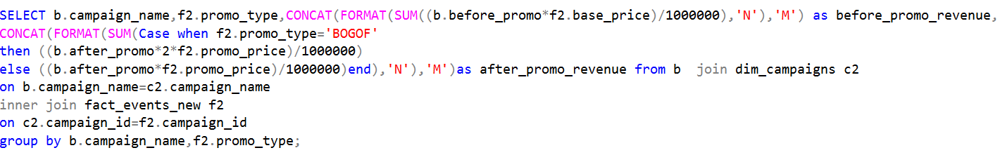 SELECT b.campaign_name,f2.promo_type,CONCAT(FORMAT(SUM((b.before_promo*f2.base_price)/1000000),'N'),'M') as before_promo_revenue,
CONCAT(FORMAT(SUM(Case when f2.promo_type='BOGOF'
then ((b.after_promo*2*f2.promo_price)/1000000)
else ((b.after_promo*f2.promo_price)/1000000)end),'N'),'M')as after_promo_revenue from b  join dim_campaigns c2
on b.campaign_name=c2.campaign_name
inner join fact_events_new f2
on c2.campaign_id=f2.campaign_id
group by b.campaign_name,f2.promo_type;